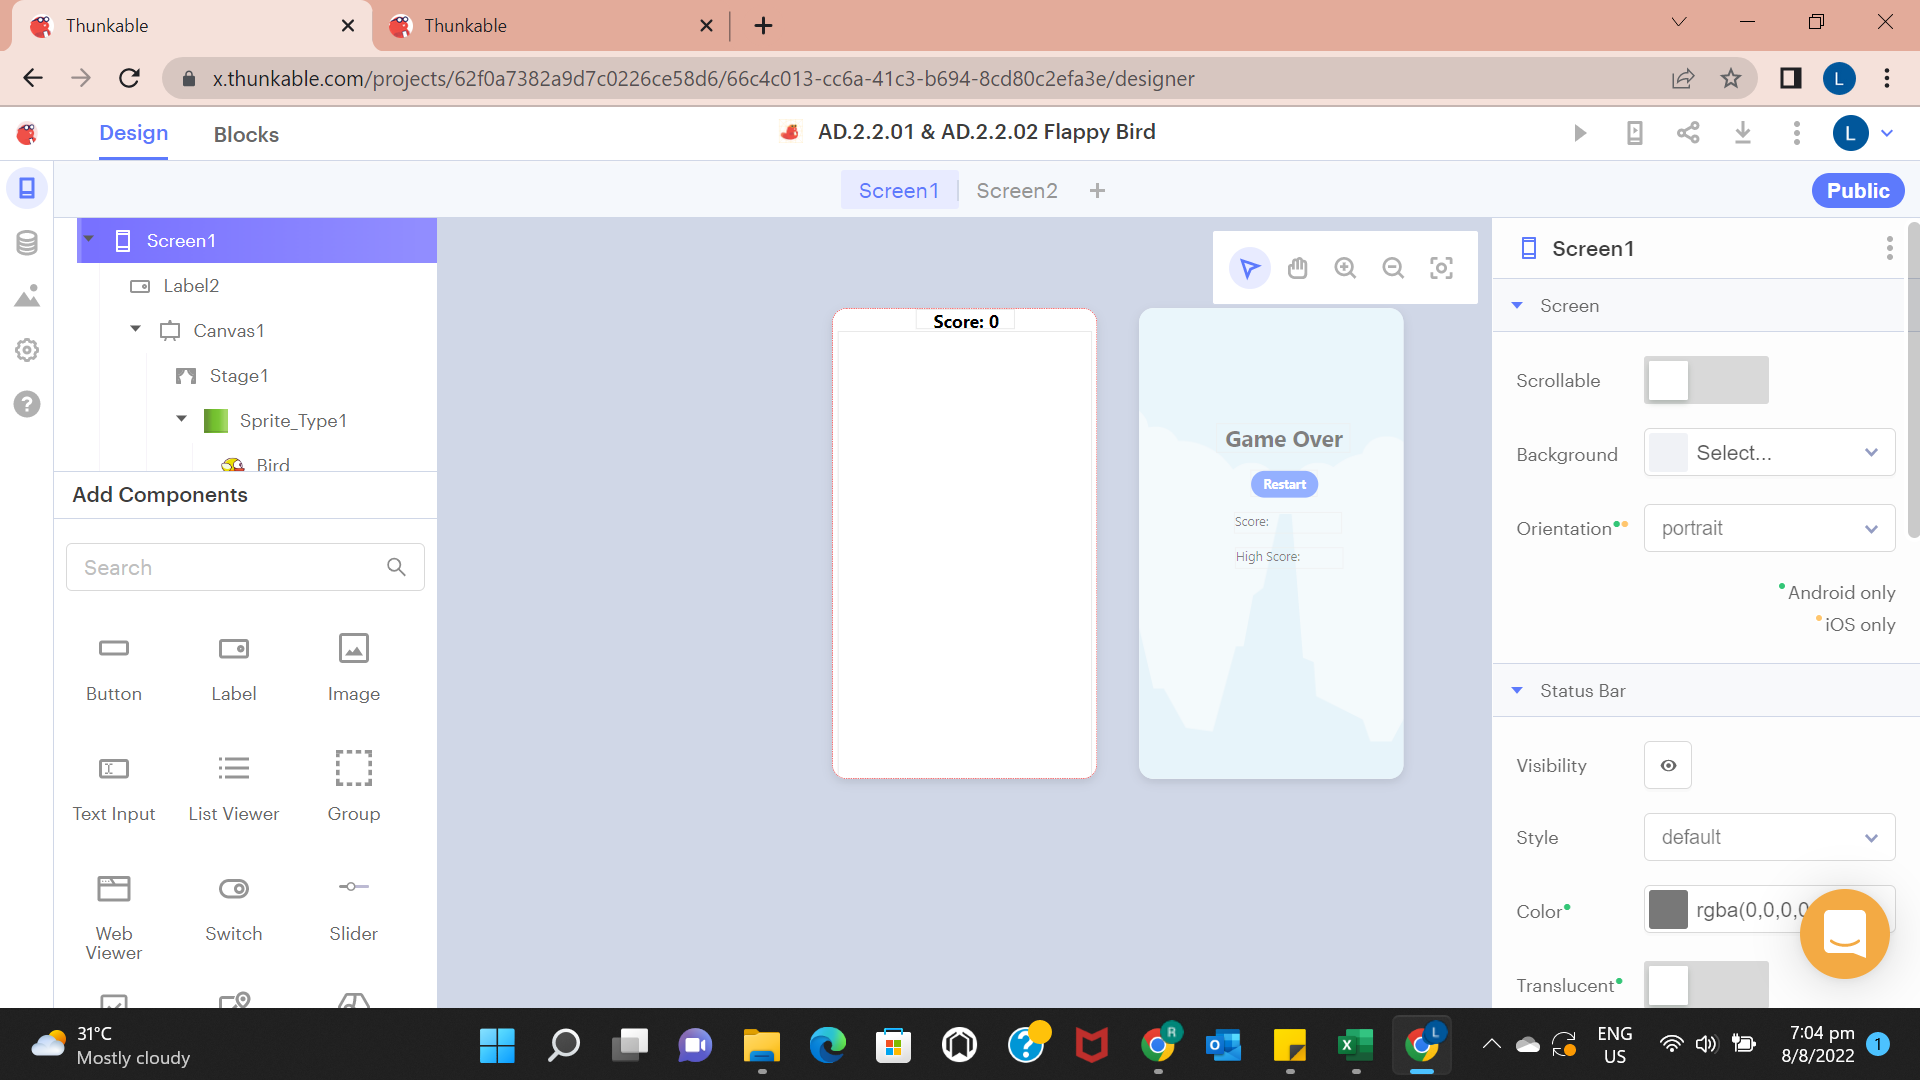 Thunkable
Thunkable
x.thunkable.com/projects/62f0a7382a9d7c0226ce58d6/66c4c013-cc6a-41c3-b694-8cd80c2efa3e/designer
L
Design
Blocks
AD.2.2.01 & AD.2.2.02 Flappy Bird
L
Screen1
Screen2
Public
Screen1
Label2
Canvas1
Stage1
Sprite_Type1
Bird
Add Components
Search
Button
Label
Image
Text Input
List Viewer
Group
Web Viewer
Switch
Slider
Score: 0
Game Over
Restart
Score:
High Score:
Screen1
Screen
Scrollable
Background
Select...
Orientation
portrait
Android only
iOS only
Status Bar
Visibility
Style
default
Color
rgba(0,0,0,0
Translucent
31°C
Mostly cloudy
R
L
ENG
US
7:04 pm
8/8/2022
1